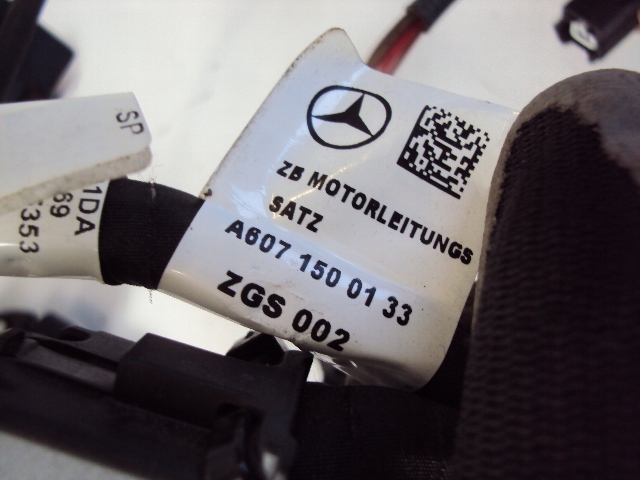 SP
1DA
69
353
ZB MOTORLEITUNGS
SATZ
A607 150 01 33
ZGS 002